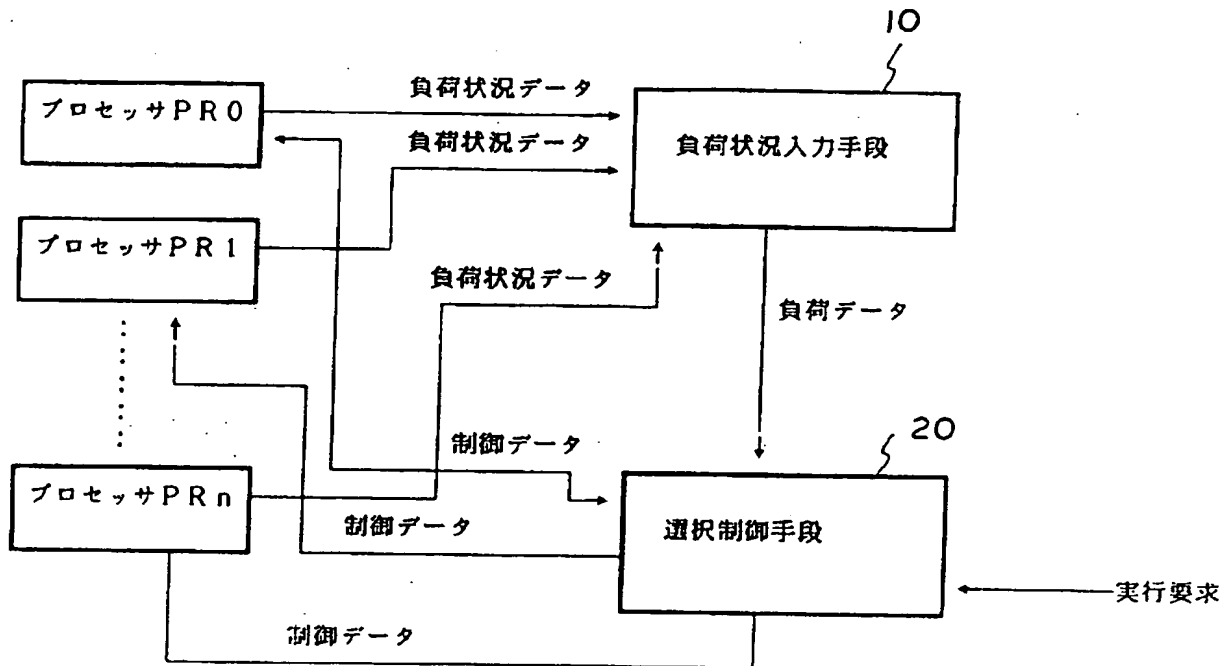 10
負荷状況データ
プロセッサPR0
負荷状況データ
負荷状況入力手段
プロセッサPR1
負荷状況データ
負荷データ
20
制御データ
プロセッサPRn
制御データ
選択制御手段
実行要求
制御データ